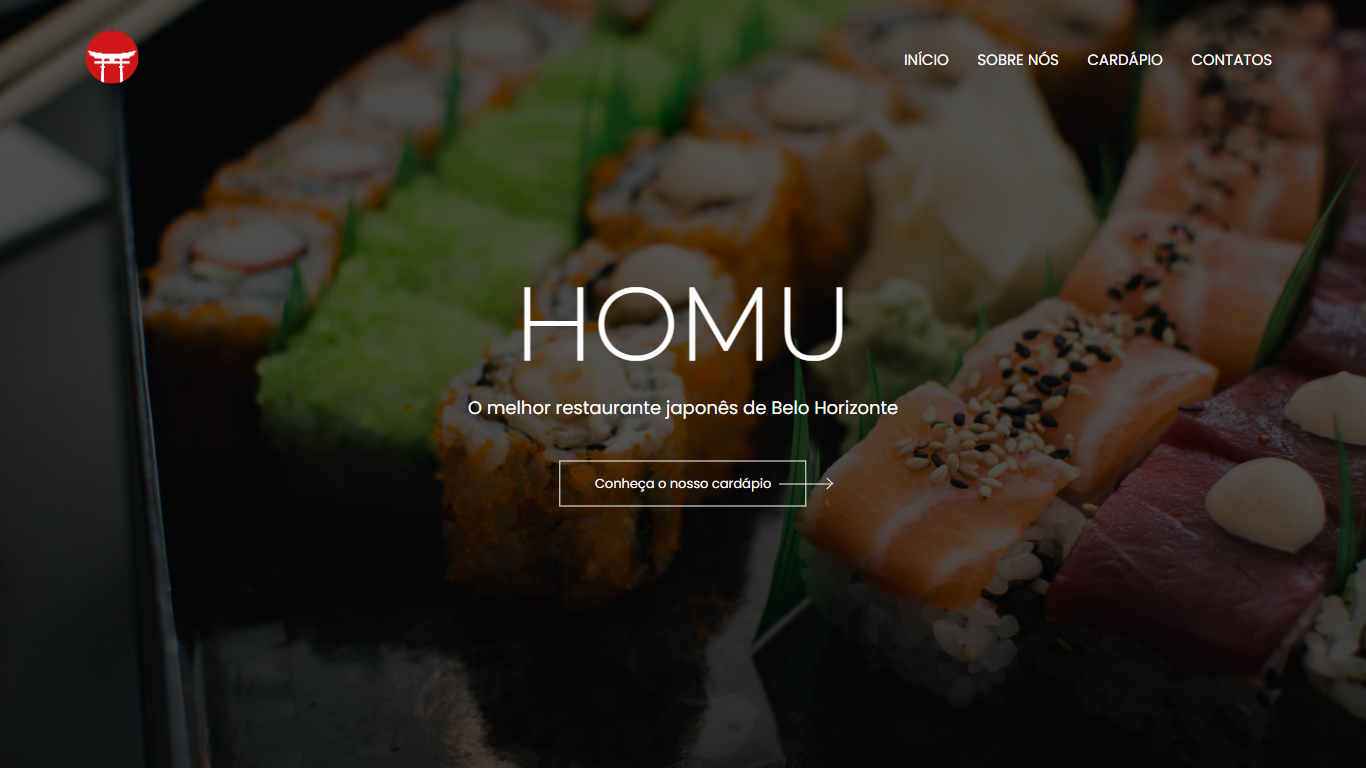 INÍCIO SOBRE NÓS CARDÁPIO CONTATOS
HOMU
O melhor restaurante japonês de Belo Horizonte
Conheça o nosso cardápio